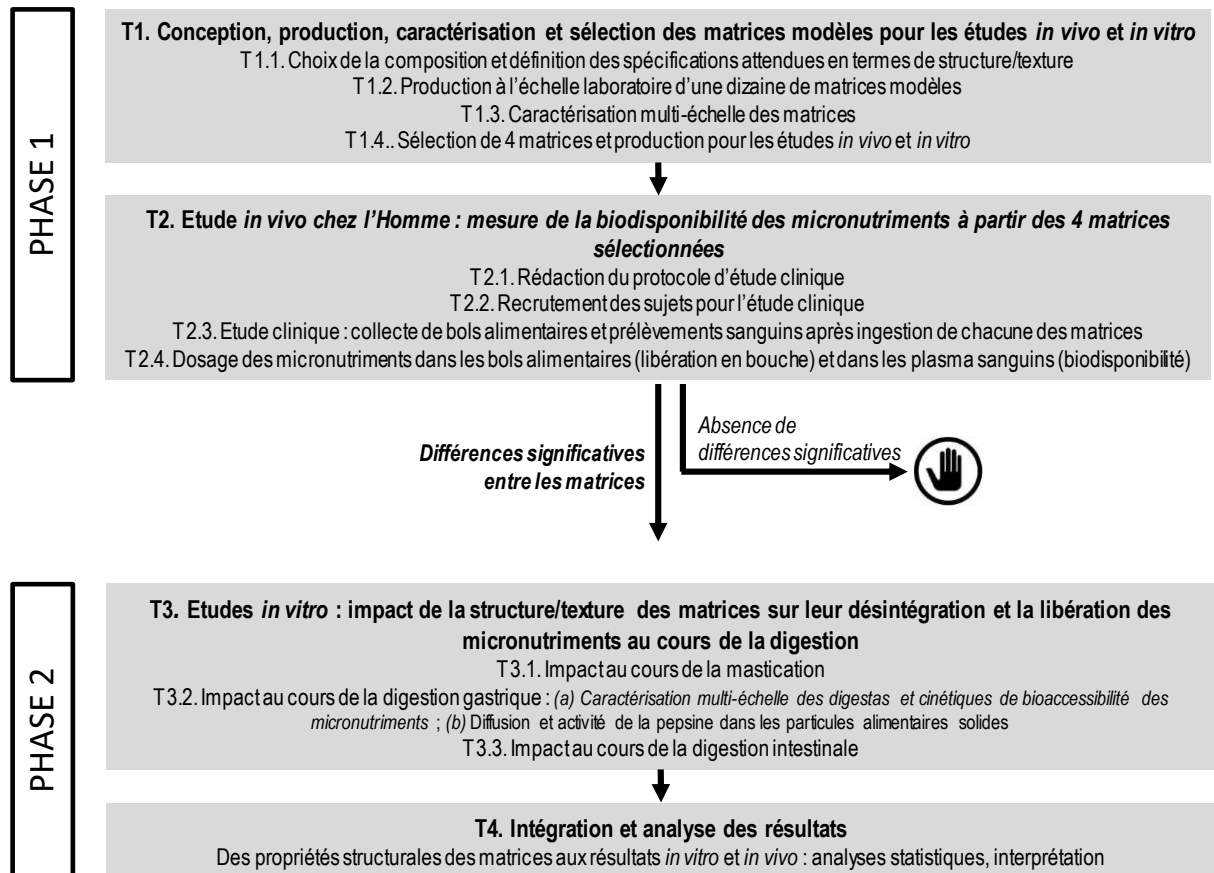 PHASE 1
T1. Conception, production, caractérisation et sélection des matrices modèles pour les études in vivo et in vitro
T1.1. Choix de la composition et définition des spécifications attendues en termes de structure/texture
T1.2. Production à l'échelle laboratoire d'une dizaine de matrices modèles
T1.3. Caractérisation multi-échelle des matrices
T1.4.. Sélection de 4 matrices et production pour les études in vivo et in vitro
T2. Etude in vivo chez l'Homme : mesure de la biodisponibilité des micronutriments à partir des 4 matrices
sélectionnées
T2.1. Rédaction du protocole d'étude clinique
T2.2. Recrutement des sujets pour l'étude clinique
T2.3. Etude clinique : collecte de bols alimentaires et prélèvements sanguins après ingestion de chacune des matrices
T2.4. Dosage des micronutriments dans les bols alimentaires (libération en bouche) et dans les plasma sanguins (biodisponibilité)
Différences significatives
entre les matrices
Absence de
différences significatives
PHASE 2
T3. Etudes in vitro : impact de la structure/texture des matrices sur leur désintégration et la libération des
micronutriments au cours de la digestion
T3.1. Impact au cours de la mastication
T3.2. Impact au cours de la digestion gastrique : (a) Caractérisation multi-échelle des digestas et cinétiques de bioaccessibilité des
micronutriments ; (b) Diffusion et activité de la pepsine dans les particules alimentaires solides
T3.3. Impact au cours de la digestion intestinale
T4. Intégration et analyse des résultats
Des propriétés structurales des matrices aux résultats in vitro et in vivo : analyses statistiques, interprétation